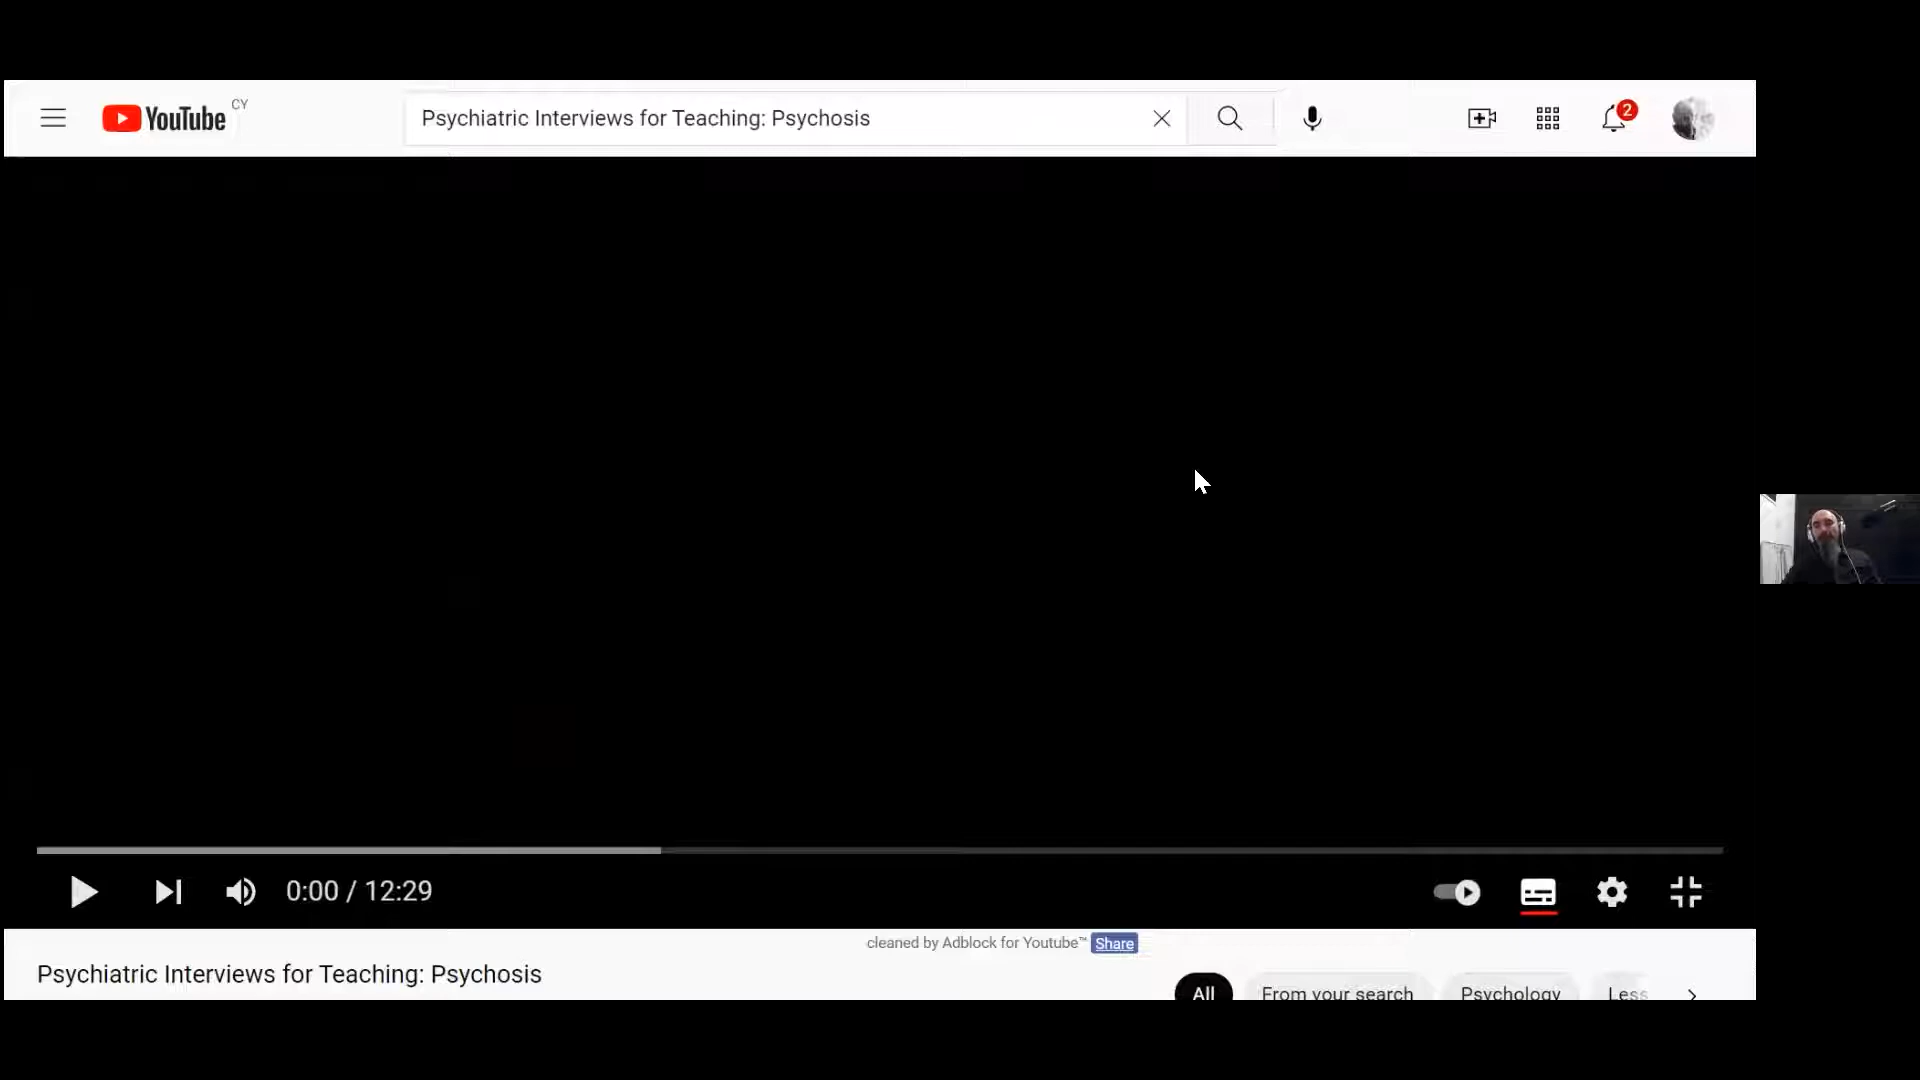 YouTube CY
Psychiatric Interviews for Teaching: Psychosis
2
0:00 / 12:29
cleaned by Adblock for Youtube™ Share
Psychiatric Interviews for Teaching: Psychosis
All From your search Psychology Less